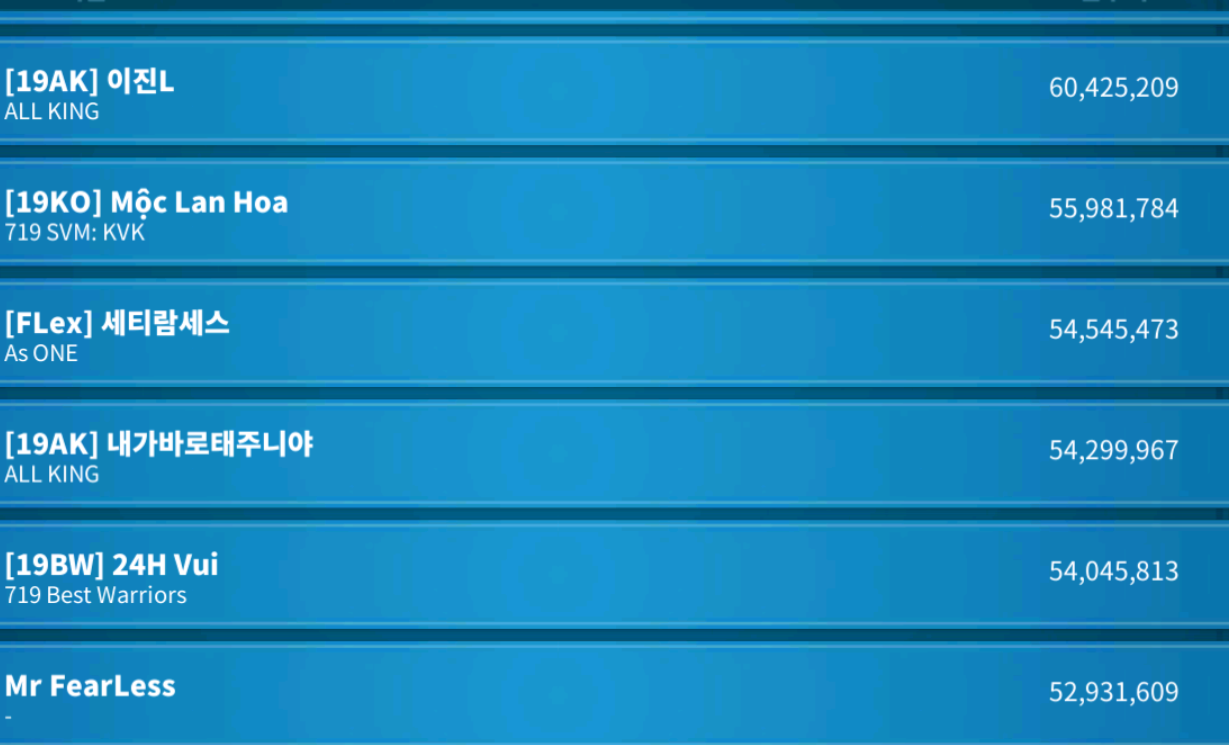 [19AK] 이진L
60,425,209
ALL KING
[19KO] Mộc Lan Hoa
55,981,784
719 SVM: KVK
[FLex] 세티람세스
54,545,473
As ONE
[19AK] 내가바로태주니야
54,299,967
ALL KING
[19BW] 24H Vui
54,045,813
719 Best Warriors
Mr FearLess
52,931,609
-